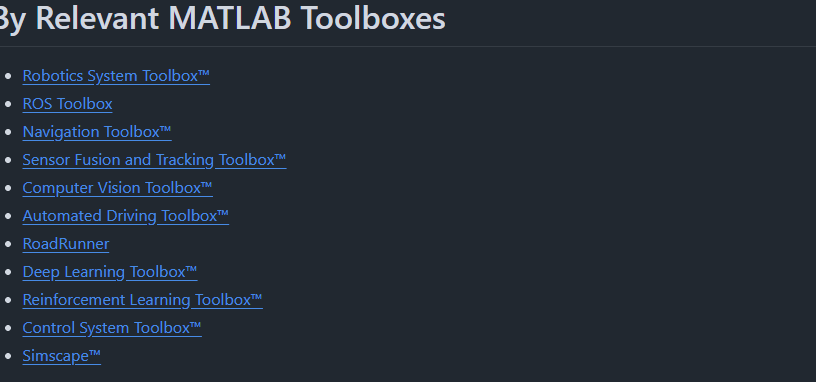 By Relevant MATLAB Toolboxes
Robotics System Toolbox™
ROS Toolbox
Navigation Toolbox™
Sensor Fusion and Tracking Toolbox™
Computer Vision Toolbox™
Automated Driving Toolbox™
RoadRunner
Deep Learning Toolbox™
Reinforcement Learning Toolbox™
Control System Toolbox™
Simscape™